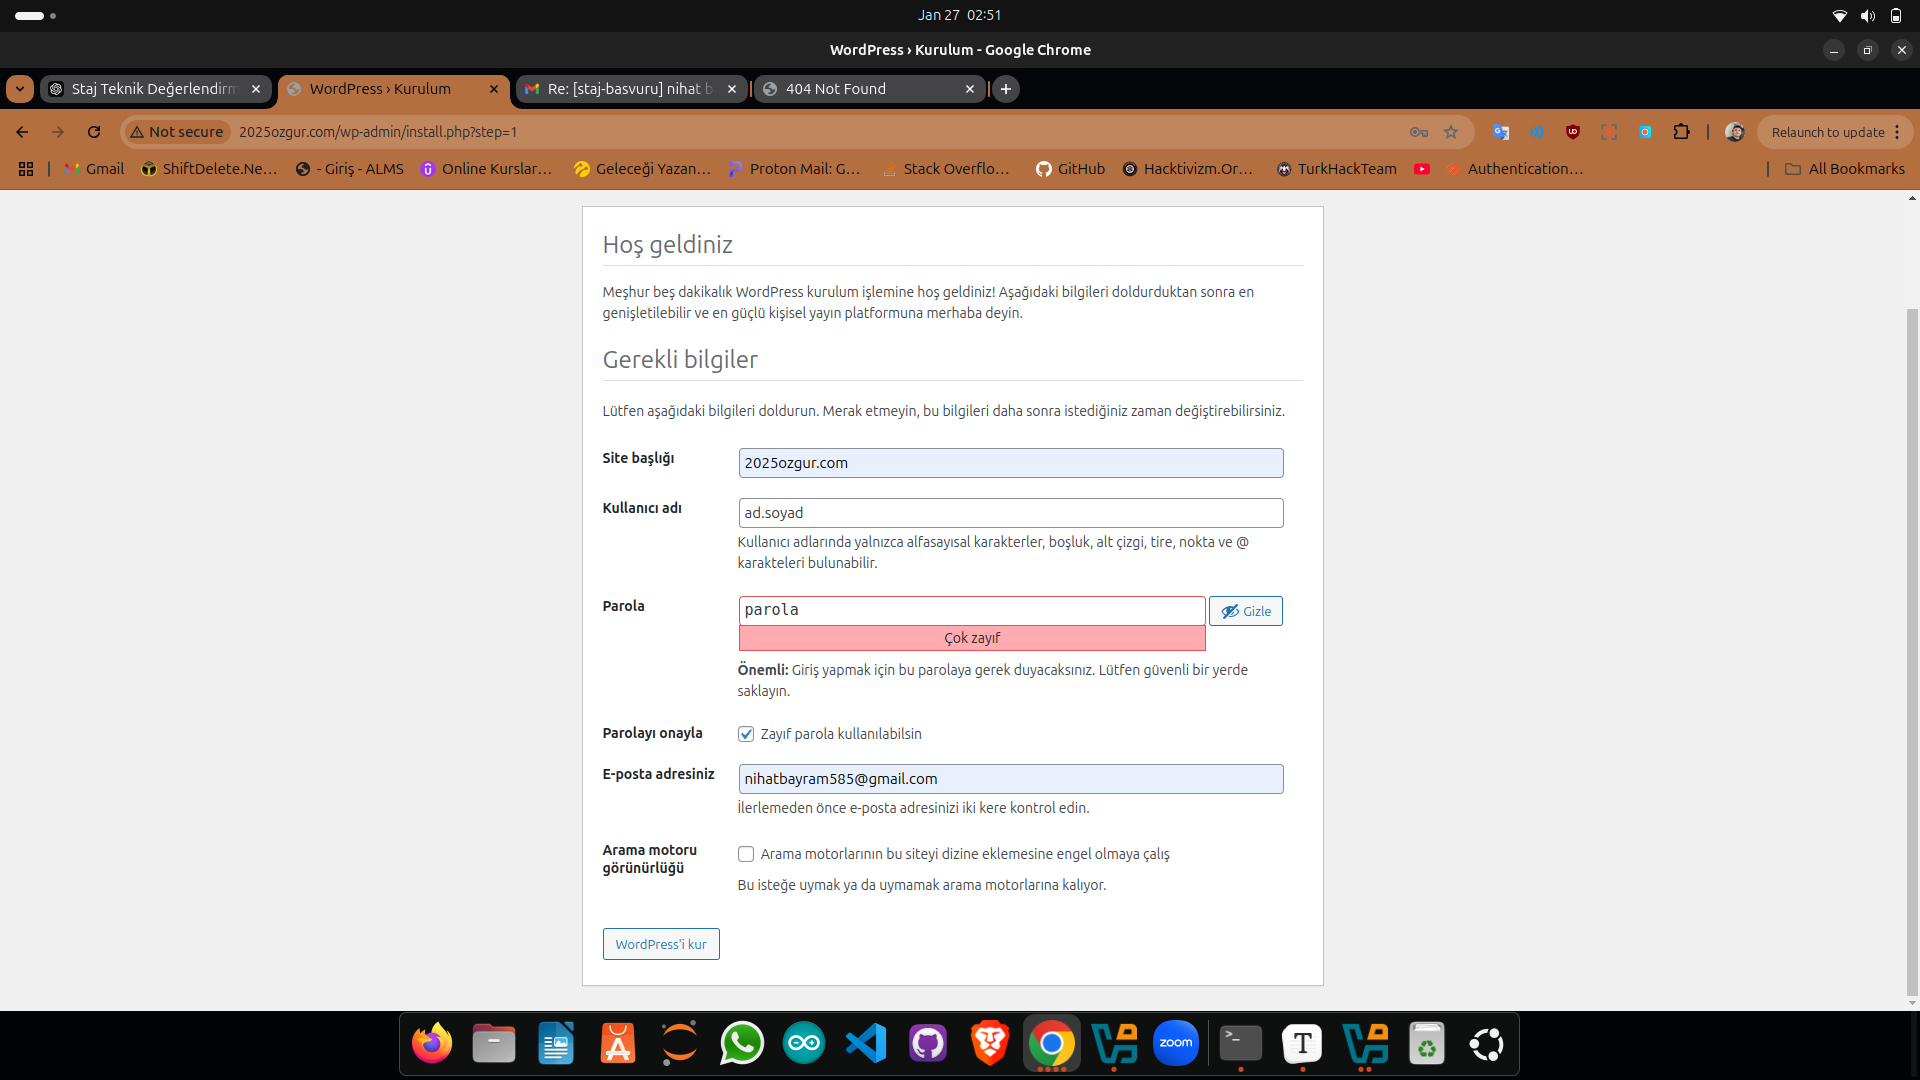 Jan 27 02:51
WordPress › Kurulum - Google Chrome
Staj Teknik Değerlendirm
WordPress › Kurulum
Re: [staj-basvuru] nihat b
404 Not Found
Not secure
2025ozgur.com/wp-admin/install.php?step=1
Relaunch to update
Gmail
ShiftDelete.Ne...
- Giriş - ALMS
Online Kurslar...
Geleceği Yazan...
Proton Mail: G...
Stack Overflo...
GitHub
Hacktivizm.Or...
TurkHackTeam
Authentication...
All Bookmarks
Hoş geldiniz
Meşhur beş dakikalık WordPress kurulum işlemine hoş geldiniz! Aşağıdaki bilgileri doldurduktan sonra en
genişletilebilir ve en güçlü kişisel yayın platformuna merhaba deyin.
Gerekli bilgiler
Lütfen aşağıdaki bilgileri doldurun. Merak etmeyin, bu bilgileri daha sonra istediğiniz zaman değiştirebilirsiniz.
Site başlığı
2025ozgur.com
Kullanıcı adı
ad.soyad
Kullanıcı adlarında yalnızca alfasayısal karakterler, boşluk, alt çizgi, tire, nokta ve @
karakteleri bulunabilir.
Parola
parola
Gizle
Çok zayıf
Önemli: Giriş yapmak için bu parolaya gerek duyacaksınız. Lütfen güvenli bir yerde
saklayın.
Parolayı onayla
Zayıf parola kullanılabilsin
E-posta adresiniz
nihatbayram585@gmail.com
İlerlemeden önce e-posta adresinizi iki kere kontrol edin.
Arama motoru
görünürlüğü
Arama motorlarının bu siteyi dizine eklemesine engel olmaya çalış
Bu isteğe uymak ya da uymamak arama motorlarına kalıyor.
WordPress'i kur
zoom
T